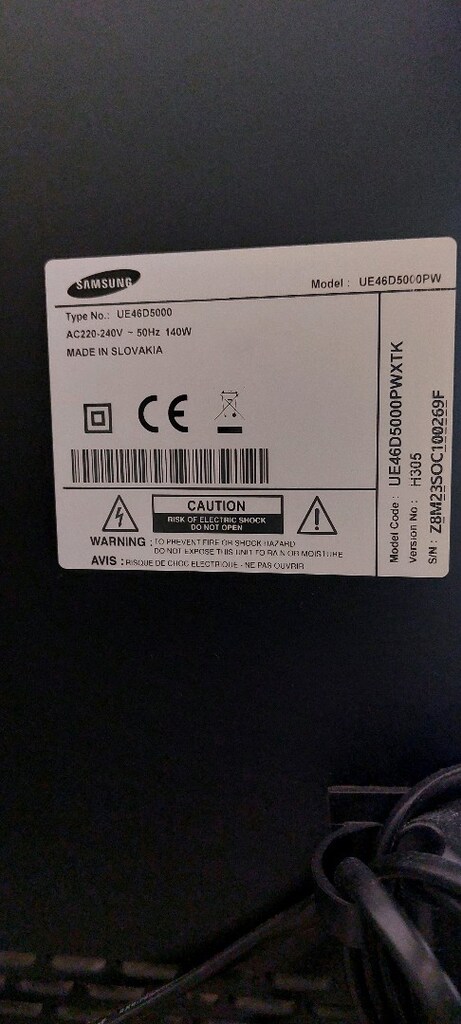 SAMSUNG
Model : UE46D5000PW
Type No.: UE46D5000
AC220-240V ~ 50Hz 140W
MADE IN SLOVAKIA
CE
CAUTION
RISK OF ELECTRIC SHOCK
DO NOT OPEN
WARNING : TO PREVENT FIRE OR SHOCK HAZARD
DO NOT EXPOSE THIS UNIT TO RAIN OR MOISTURE
AVIS : RISQUE DE CHOC ELECTRIQUE - NE PAS OUVRIR
Model Code : UE46D5000PWXTK
Version No : H305
S/N : Z8M23SOC100269F